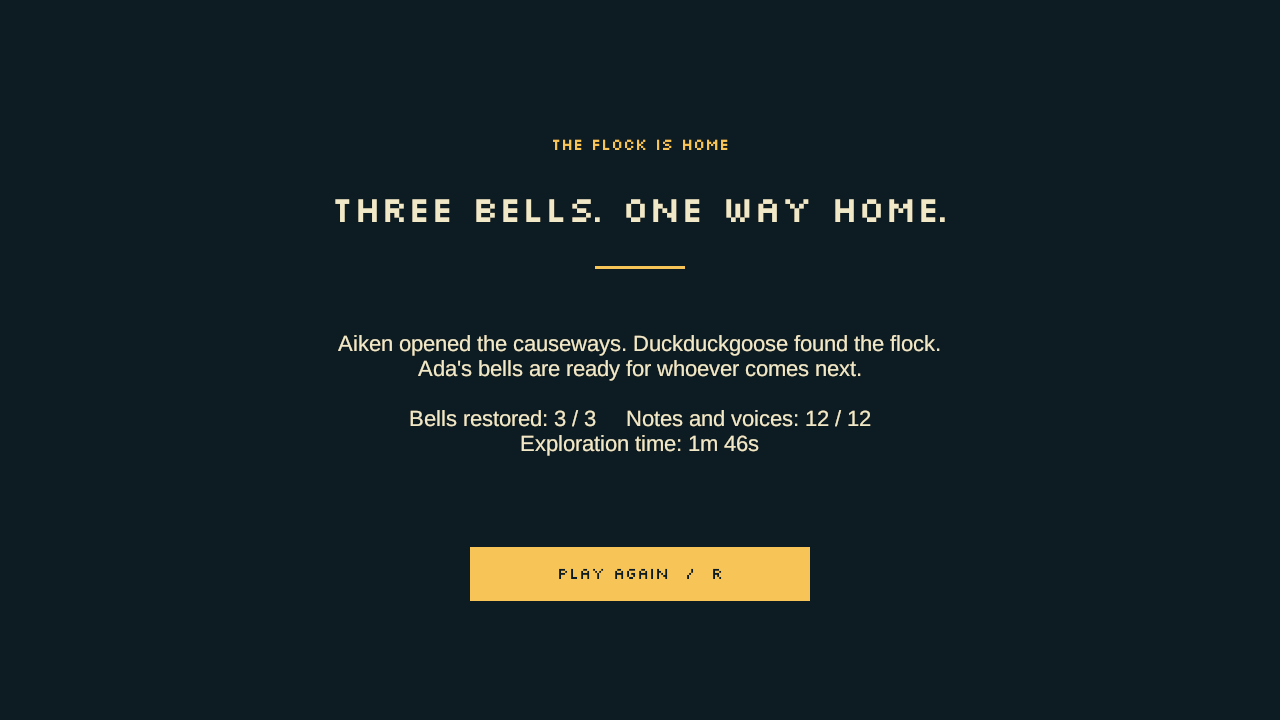 THE FLOCK IS HOME
THREE BELLS. ONE WAY HOME.
Aiken opened the causeways. Duckduckgoose found the flock.
Ada's bells are ready for whoever comes next.
Bells restored: 3 / 3     Notes and voices: 12 / 12
Exploration time: 1m 46s
PLAY AGAIN / R